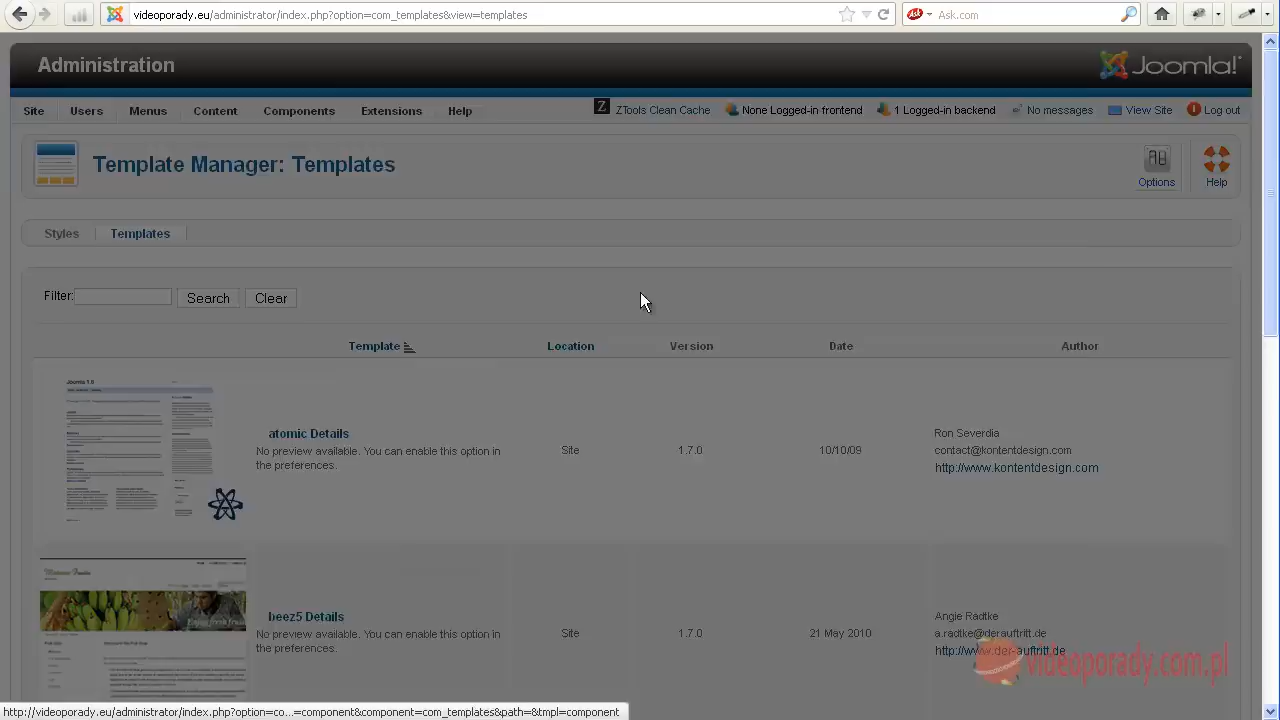 videoporady.eu/administrator/index.php?option=com_templates&view=templates
Ask.com
Administration
Joomla!
Site Users Menus Content Components Extensions Help
ZTools Clean Cache None Logged-in frontend 1 Logged-in backend No messages View Site Log out
Template Manager: Templates
Options
Help
Styles Templates
Filter: Search Clear
Template Location Version Date Author
Joomla 1.6
atomic Details
No preview available. You can enable this option in
the preferences.
Site
1.7.0
10/10/09
Ron Severdia
contact@kontentdesign.com
http://www.kontentdesign.com
Enjoy fresh fruit
beez5 Details
No preview available. You can enable this option in
the preferences.
Site
1.7.0
21 May 2010
Angie Radtke
a.radtke@derauftritt.de
http://www.der-auftritt.de
videoporady.com.pl
http://videoporady.eu/administrator/index.php?option=co...=component&component=com_templates&path=&tmpl=component